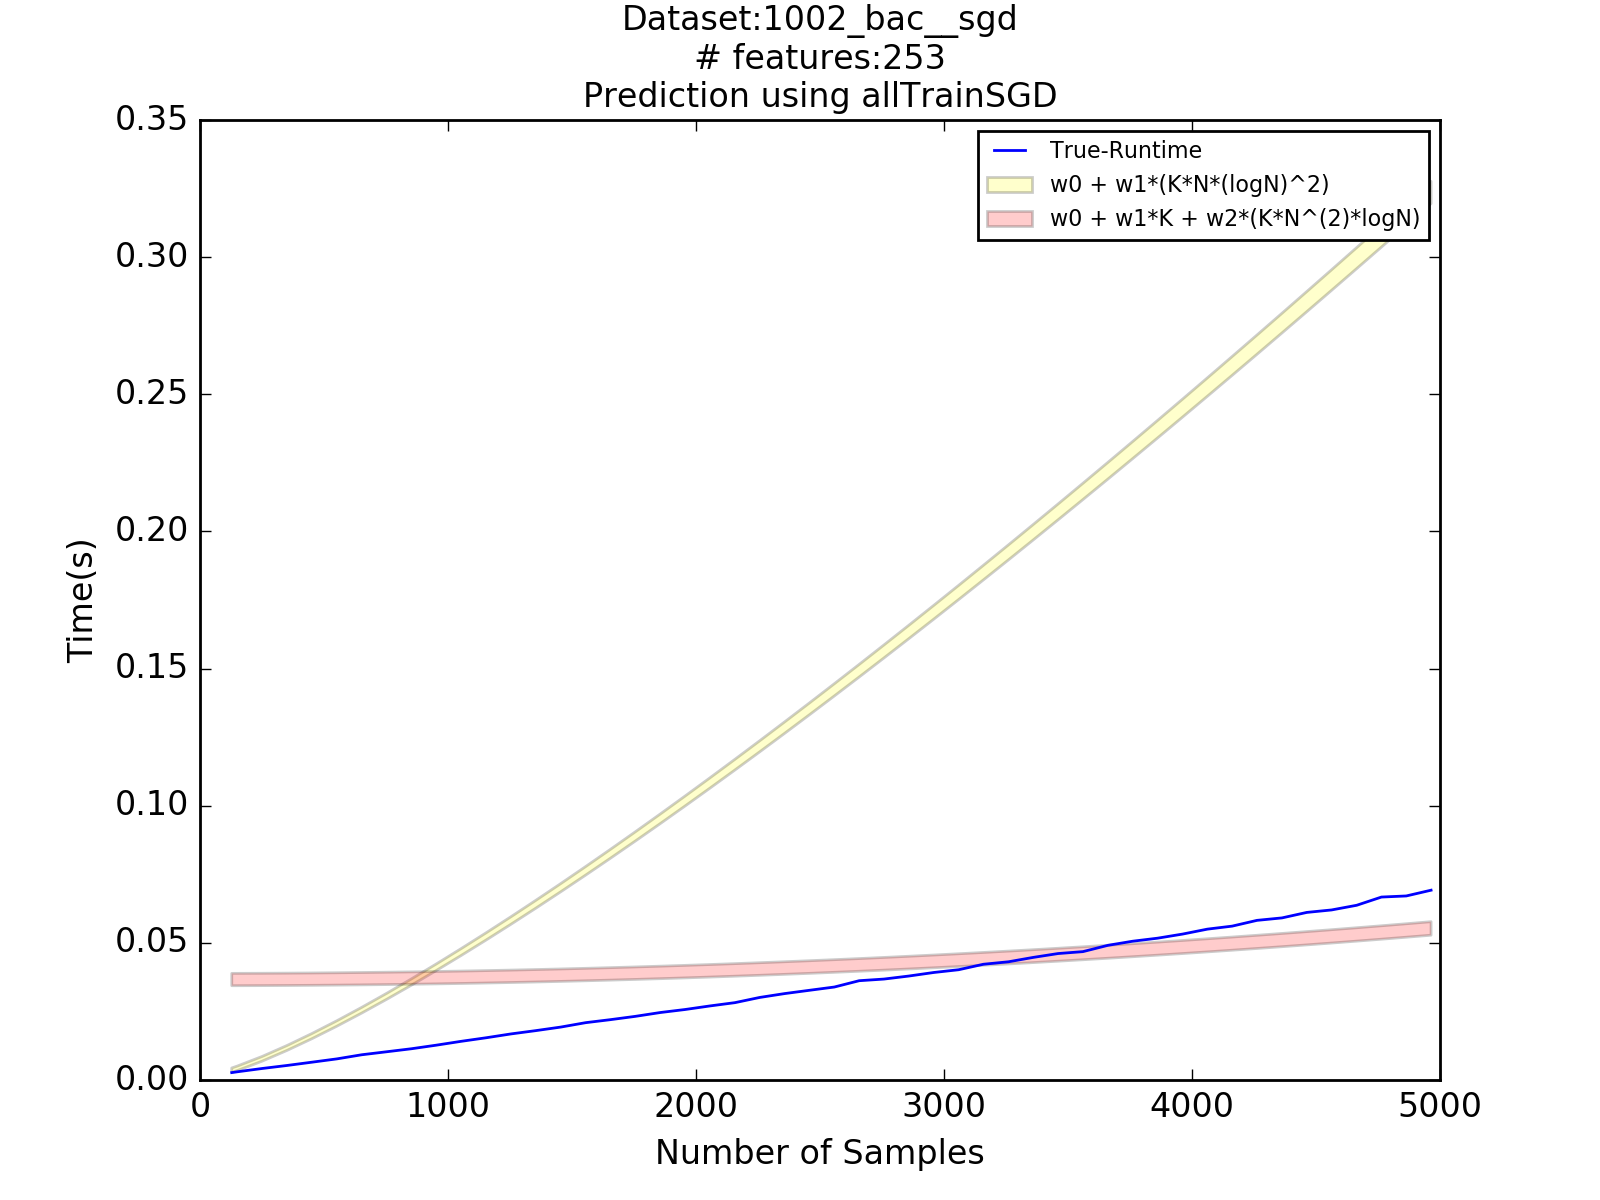 Dataset:1002_bac__sgd
# features:253
Prediction using allTrainSGD
0.35
0.30
0.25
0.20
0.15
0.10
0.05
0.00
Time(s)
True-Runtime
w0 + w1*(K*N*(logN)^2)
w0 + w1*K + w2*(K*N^(2)*logN)
0 1000 2000 3000 4000 5000
Number of Samples